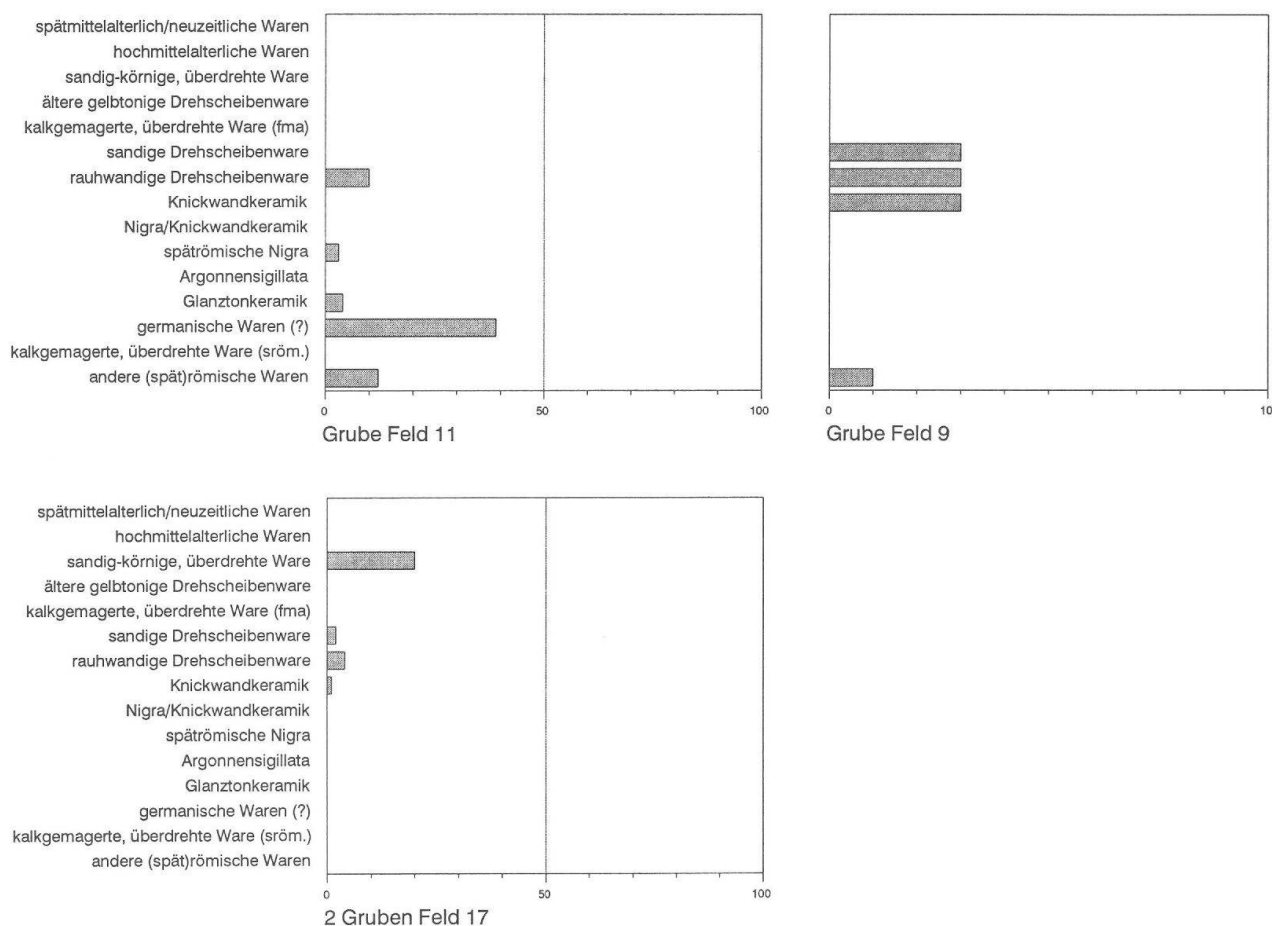 spätmittelalterlich/neuzeitliche Waren
hochmittelalterliche Waren
sandig-körnige, überdrehte Ware
ältere gelbtonige Drehscheibenware
kalkgemagerte, überdrehte Ware (fma)
sandige Drehscheibenware
rauhwandige Drehscheibenware
Knickwandkeramik
Nigra/Knickwandkeramik
spätrömische Nigra
Argonnensigillata
Glanztonkeramik
germanische Waren (?)
kalkgemagerte, überdrehte Ware (sröm.)
andere (spät)römische Waren
0 50 100
Grube Feld 11
0 10
Grube Feld 9
spätmittelalterlich/neuzeitliche Waren
hochmittelalterliche Waren
sandig-körnige, überdrehte Ware
ältere gelbtonige Drehscheibenware
kalkgemagerte, überdrehte Ware (fma)
sandige Drehscheibenware
rauhwandige Drehscheibenware
Knickwandkeramik
Nigra/Knickwandkeramik
spätrömische Nigra
Argonnensigillata
Glanztonkeramik
germanische Waren (?)
kalkgemagerte, überdrehte Ware (sröm.)
andere (spät)römische Waren
0 50 100
2 Gruben Feld 17